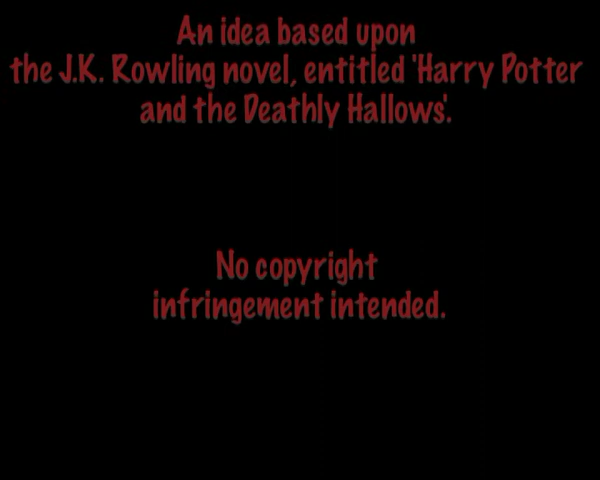 An idea based upon
the J.K. Rowling novel, entitled 'Harry Potter
and the Deathly Hallows'.
No copyright
infringement intended.